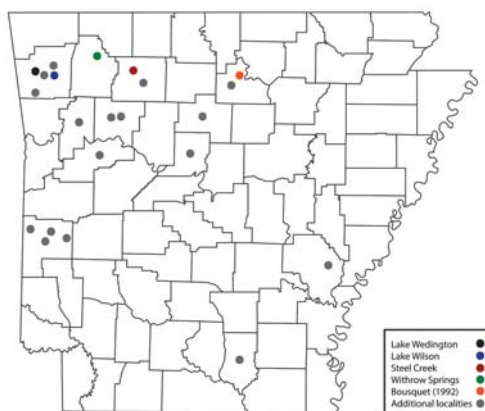 Lake Wedington
Lake Wilson
Steel Creek
Withrow Springs
Bousquet (1992)
Additional localities